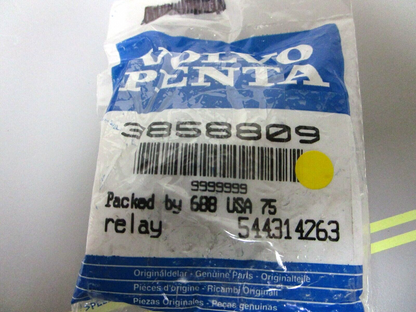 VOLVO
PENTA
3858809
9999999
Packed by 688 USA 75
relay 544314263
Originaldelar - Genuine Parts - Originalteile
Pièces d'origine - Ricambi Originali
Piezas Originales - Peças genuinas